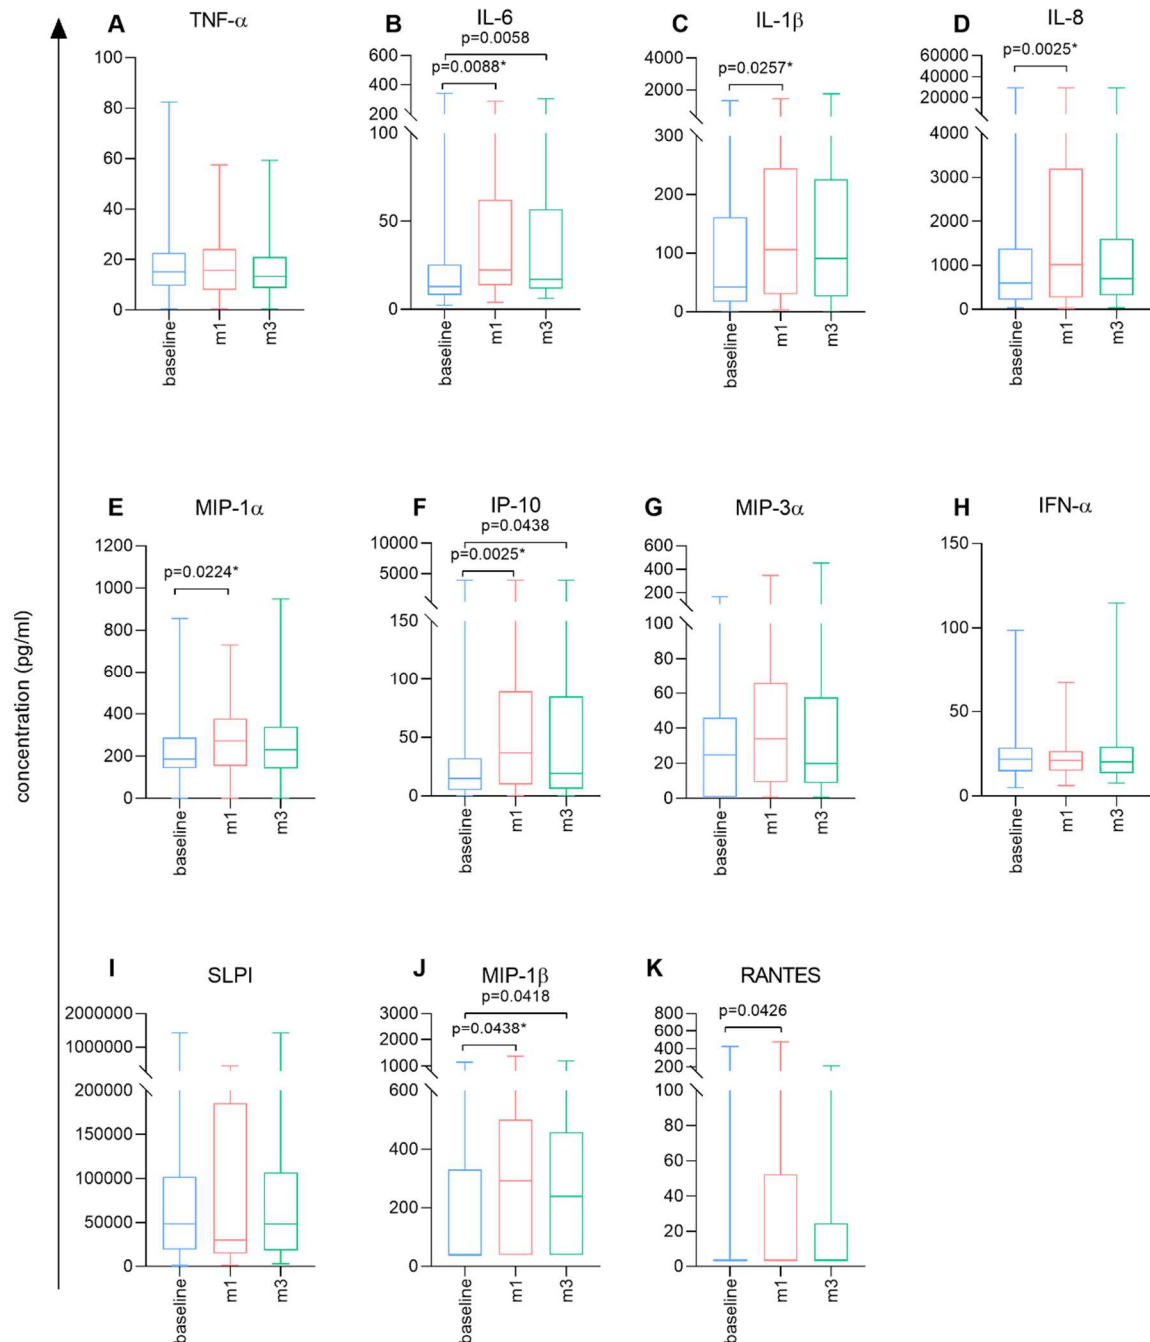 concentration (pg/ml)
A TNF-α
100
80
60
40
20
0
baseline
m1
m3
B IL-6
p=0.0058
p=0.0088*
600
400
200
100
50
0
baseline
m1
m3
C IL-1β
p=0.0257*
4000
2000
300
200
100
0
baseline
m1
m3
D IL-8
p=0.0025*
60000
40000
20000
4000
3000
2000
1000
0
baseline
m1
m3
E MIP-1α
p=0.0224*
1200
1000
800
600
400
200
0
baseline
m1
m3
F IP-10
p=0.0438
p=0.0025*
10000
5000
150
100
50
0
baseline
m1
m3
G MIP-3α
600
400
200
100
80
60
40
20
0
baseline
m1
m3
H IFN-α
150
100
50
0
baseline
m1
m3
I SLPI
2000000
1000000
200000
150000
100000
50000
0
baseline
m1
m3
J MIP-1β
p=0.0418
p=0.0438*
3000
2000
1000
600
400
200
0
baseline
m1
m3
K RANTES
p=0.0426
800
600
400
200
100
80
60
40
20
0
baseline
m1
m3